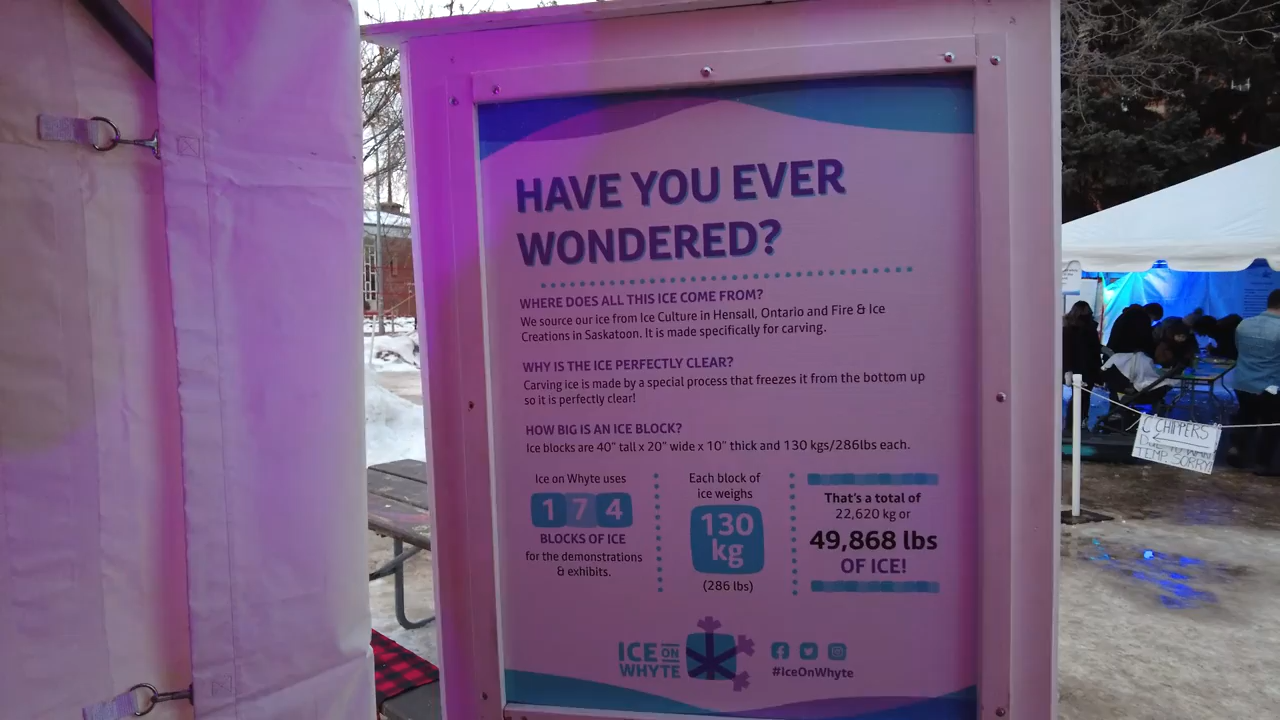 HAVE YOU EVER
WONDERED?
WHERE DOES ALL THIS ICE COME FROM?
We source our ice from Ice Culture in Hensall, Ontario and Fire & Ice
Creations in Saskatoon. It is made specifically for carving.
WHY IS THE ICE PERFECTLY CLEAR?
Carving ice is made by a special process that freezes it from the bottom up
so it is perfectly clear!
HOW BIG IS AN ICE BLOCK?
Ice blocks are 40" tall x 20" wide x 10" thick and 130 kgs/286lbs each.
Ice on Whyte uses
174
BLOCKS OF ICE
for the demonstrations
& exhibits.
Each block of
ice weighs
130
kg
(286 lbs)
That's a total of
22,620 kg or
49,868 lbs
OF ICE!
ICE ON
WHYTE
#IceOnWhyte
CHIPPERS
TEMP SORRY